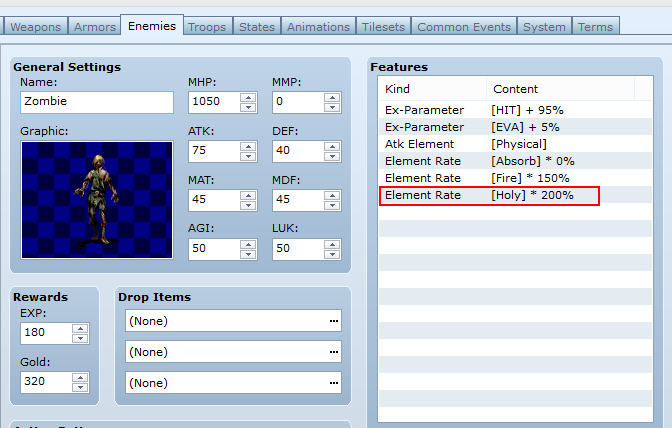 Weapons Armors Enemies Troops States Animations Tilesets Common Events System Terms
General Settings
Name:
Zombie
Graphic:
MHP:
1050
MMP:
0
ATK:
75
DEF:
40
MAT:
45
MDF:
45
AGI:
50
LUK:
50
Rewards
EXP:
180
Gold:
320
Drop Items
(None) ...
(None) ...
(None) ...
Features
Kind Content
Ex-Parameter [HIT] + 95%
Ex-Parameter [EVA] + 5%
Atk Element [Physical]
Element Rate [Absorb] * 0%
Element Rate [Fire] * 150%
Element Rate [Holy] * 200%